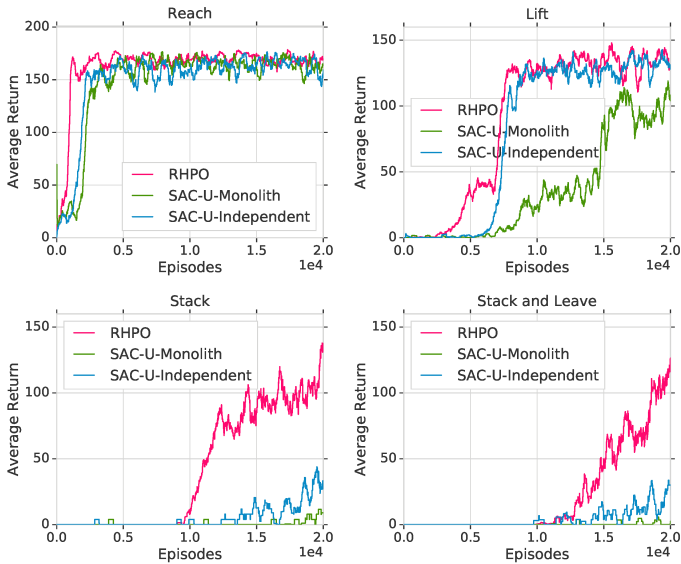 Reach
Average Return
200
150
100
50
0
RHPO
SAC-U-Monolith
SAC-U-Independent
0.0 0.5 1.0 1.5 2.0
Episodes 1e4
Lift
Average Return
150
100
50
0
RHPO
SAC-U-Monolith
SAC-U-Independent
0.0 0.5 1.0 1.5 2.0
Episodes 1e4
Stack
Average Return
150
100
50
0
RHPO
SAC-U-Monolith
SAC-U-Independent
0.0 0.5 1.0 1.5 2.0
Episodes 1e4
Stack and Leave
Average Return
150
100
50
0
RHPO
SAC-U-Monolith
SAC-U-Independent
0.0 0.5 1.0 1.5 2.0
Episodes 1e4